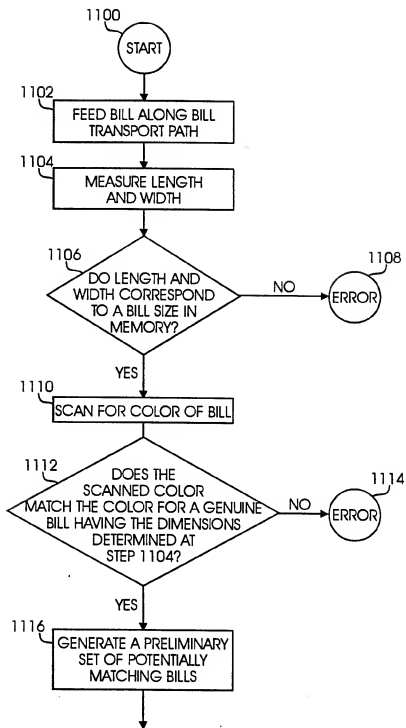 1100
START
1102
FEED BILL ALONG BILL
TRANSPORT PATH
1104
MEASURE LENGTH
AND WIDTH
1106
DO LENGTH AND
WIDTH CORRESPOND
TO A BILL SIZE IN
MEMORY?
NO
1108
ERROR
YES
1110
SCAN FOR COLOR OF BILL
1112
DOES THE
SCANNED COLOR
MATCH THE COLOR FOR A GENUINE
BILL HAVING THE DIMENSIONS
DETERMINED AT
STEP 1104?
NO
1114
ERROR
YES
1116
GENERATE A PRELIMINARY
SET OF POTENTIALLY
MATCHING BILLS